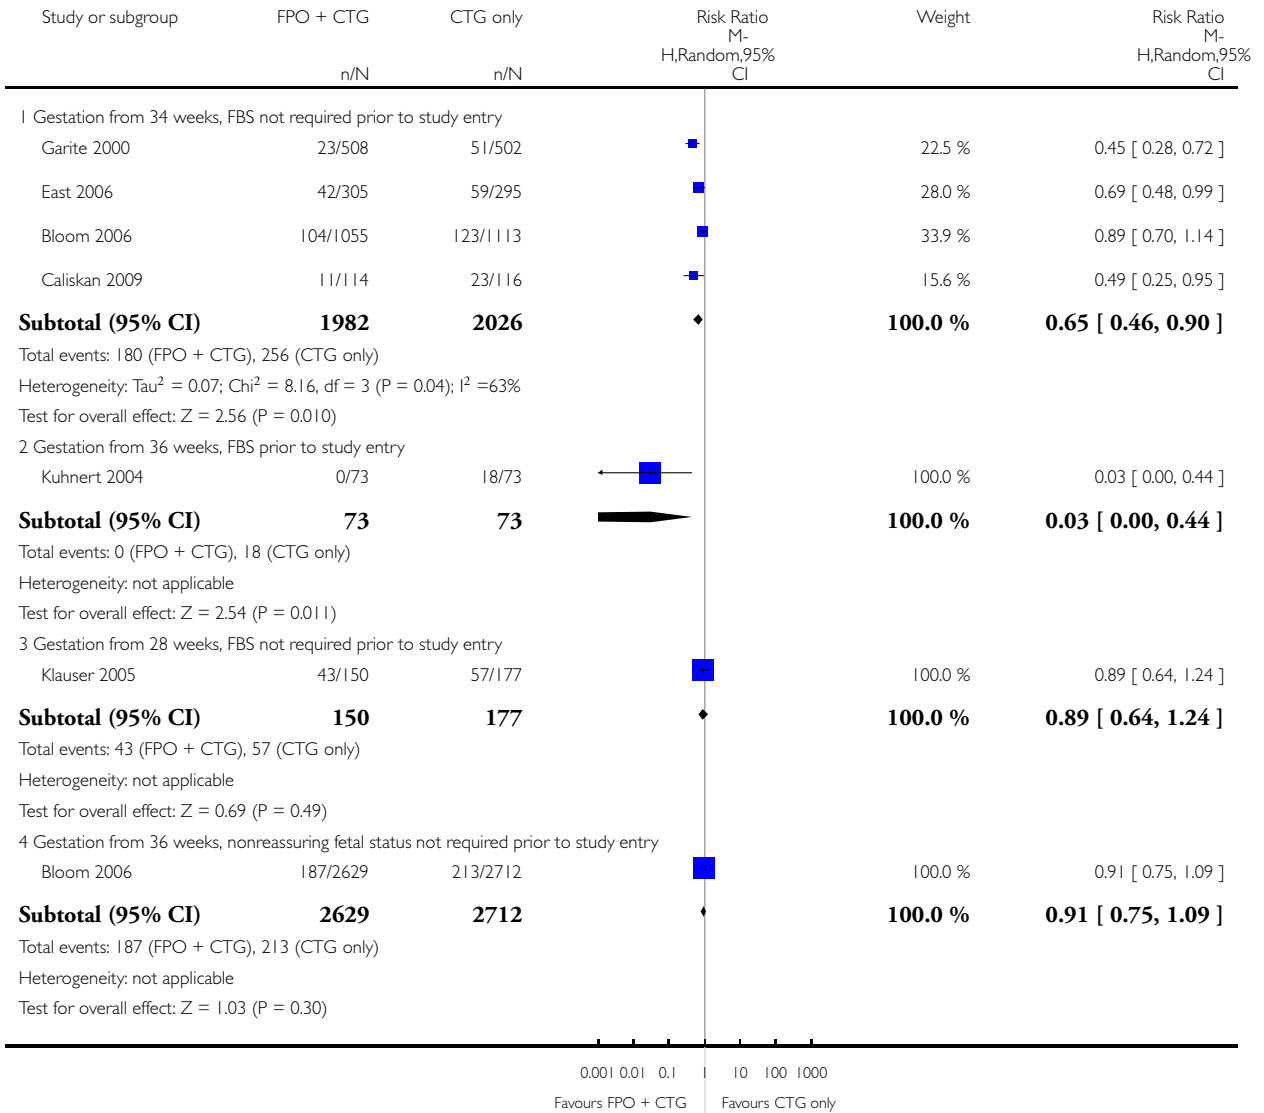 Study or subgroup FPO + CTG CTG only Risk Ratio Weight Risk Ratio
M- M-
H,Random,95% H,Random,95%
n/N n/N CI CI
1 Gestation from 34 weeks, FBS not required prior to study entry
Garite 2000 23/508 51/502 22.5 % 0.45 [ 0.28, 0.72 ]
East 2006 42/305 59/295 28.0 % 0.69 [ 0.48, 0.99 ]
Bloom 2006 104/1055 123/1113 33.9 % 0.89 [ 0.70, 1.14 ]
Caliskan 2009 11/114 23/116 15.6 % 0.49 [ 0.25, 0.95 ]
Subtotal (95% CI) 1982 2026 100.0 % 0.65 [ 0.46, 0.90 ]
Total events: 180 (FPO + CTG), 256 (CTG only)
Heterogeneity: Tau² = 0.07; Chi² = 8.16, df = 3 (P = 0.04); I² =63%
Test for overall effect: Z = 2.56 (P = 0.010)
2 Gestation from 36 weeks, FBS prior to study entry
Kuhnert 2004 0/73 18/73 100.0 % 0.03 [ 0.00, 0.44 ]
Subtotal (95% CI) 73 73 100.0 % 0.03 [ 0.00, 0.44 ]
Total events: 0 (FPO + CTG), 18 (CTG only)
Heterogeneity: not applicable
Test for overall effect: Z = 2.54 (P = 0.011)
3 Gestation from 28 weeks, FBS not required prior to study entry
Klauser 2005 43/150 57/177 100.0 % 0.89 [ 0.64, 1.24 ]
Subtotal (95% CI) 150 177 100.0 % 0.89 [ 0.64, 1.24 ]
Total events: 43 (FPO + CTG), 57 (CTG only)
Heterogeneity: not applicable
Test for overall effect: Z = 0.69 (P = 0.49)
4 Gestation from 36 weeks, nonreassuring fetal status not required prior to study entry
Bloom 2006 187/2629 213/2712 100.0 % 0.91 [ 0.75, 1.09 ]
Subtotal (95% CI) 2629 2712 100.0 % 0.91 [ 0.75, 1.09 ]
Total events: 187 (FPO + CTG), 213 (CTG only)
Heterogeneity: not applicable
Test for overall effect: Z = 1.03 (P = 0.30)
0.001 0.01 0.1 1 10 100 1000
Favours FPO + CTG Favours CTG only